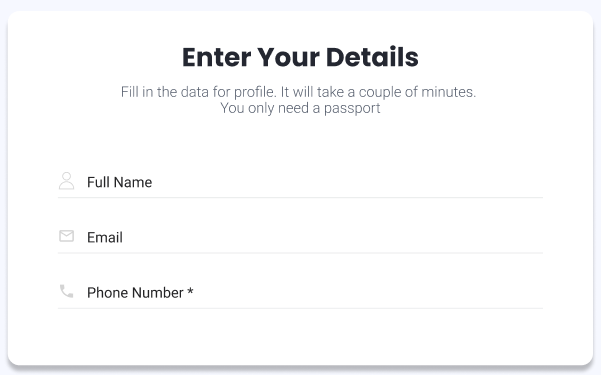 Enter Your Details
Fill in the data for profile. It will take a couple of minutes.
You only need a passport
Full Name
Email
Phone Number *